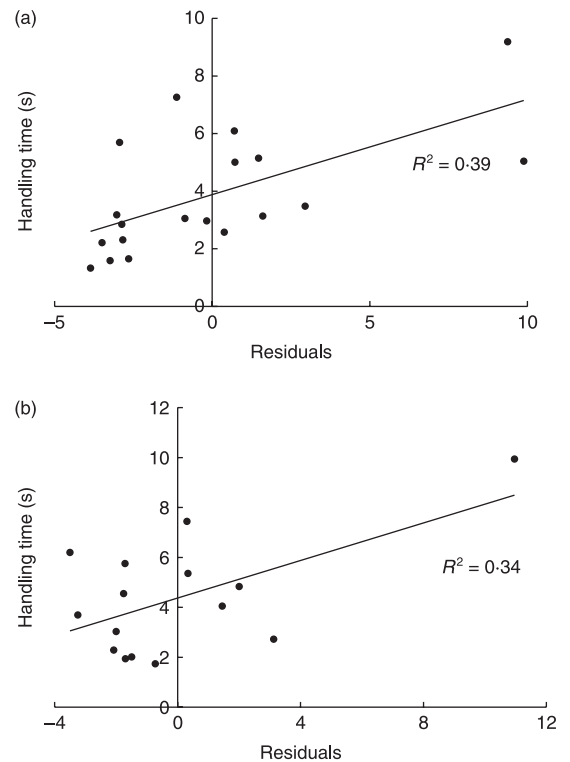 (a)
10
8
6
4
2
0
Handling time (s)
R² = 0·39
–5 0 5 10
Residuals
(b)
12
10
8
6
4
2
0
Handling time (s)
R² = 0·34
–4 0 4 8 12
Residuals